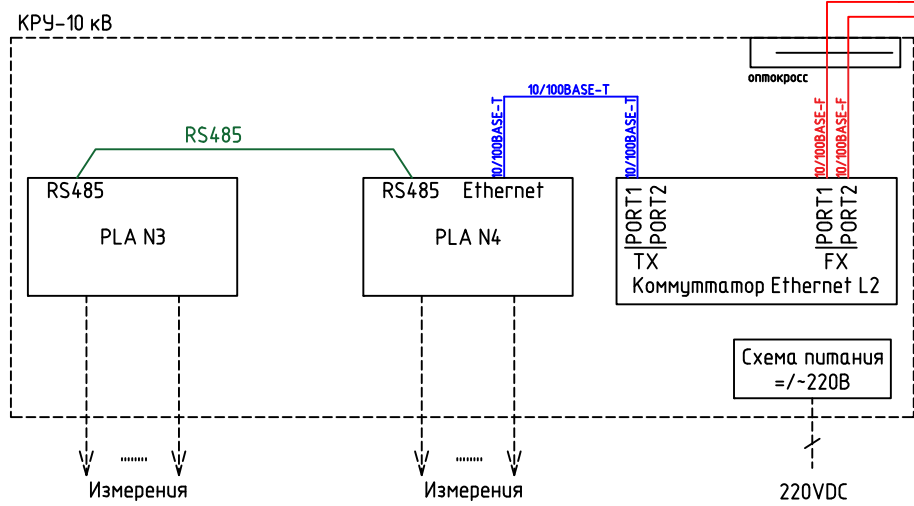 КРУ-10 кВ
оптокросс
10/100BASE-T
10/100BASE-T
10/100BASE-T
10/100BASE-F
10/100BASE-F
RS485
RS485
RS485 Ethernet
PORT1
PORT2
PORT1
PORT2
PLA N3
PLA N4
TX
FX
Коммутатор Ethernet L2
Схема питания
=/~220В
........
........
Измерения
Измерения
220VDC